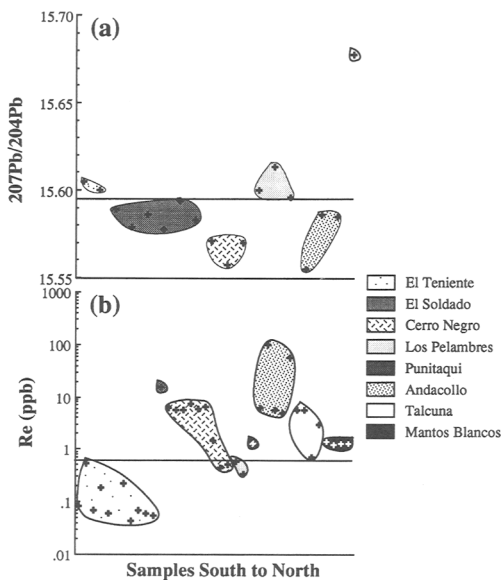 (a)
207Pb/204Pb
15.70
15.65
15.60
15.55
(b)
Re (ppb)
1000
100
10
1
.1
.01
Samples South to North
El Teniente
El Soldado
Cerro Negro
Los Pelambres
Punitaqui
Andacollo
Talcuna
Mantos Blancos